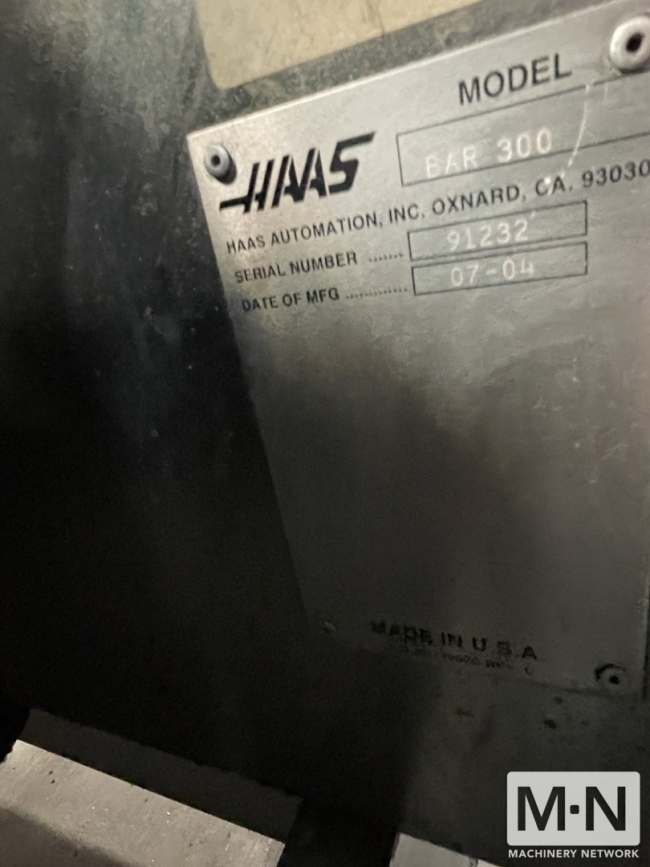 MODEL
HAAS BAR 300
HAAS AUTOMATION, INC. OXNARD, CA. 93030
SERIAL NUMBER ....... 91232
DATE OF MFG ............. 07-04
MADE IN U.S.A
M·N
MACHINERY NETWORK